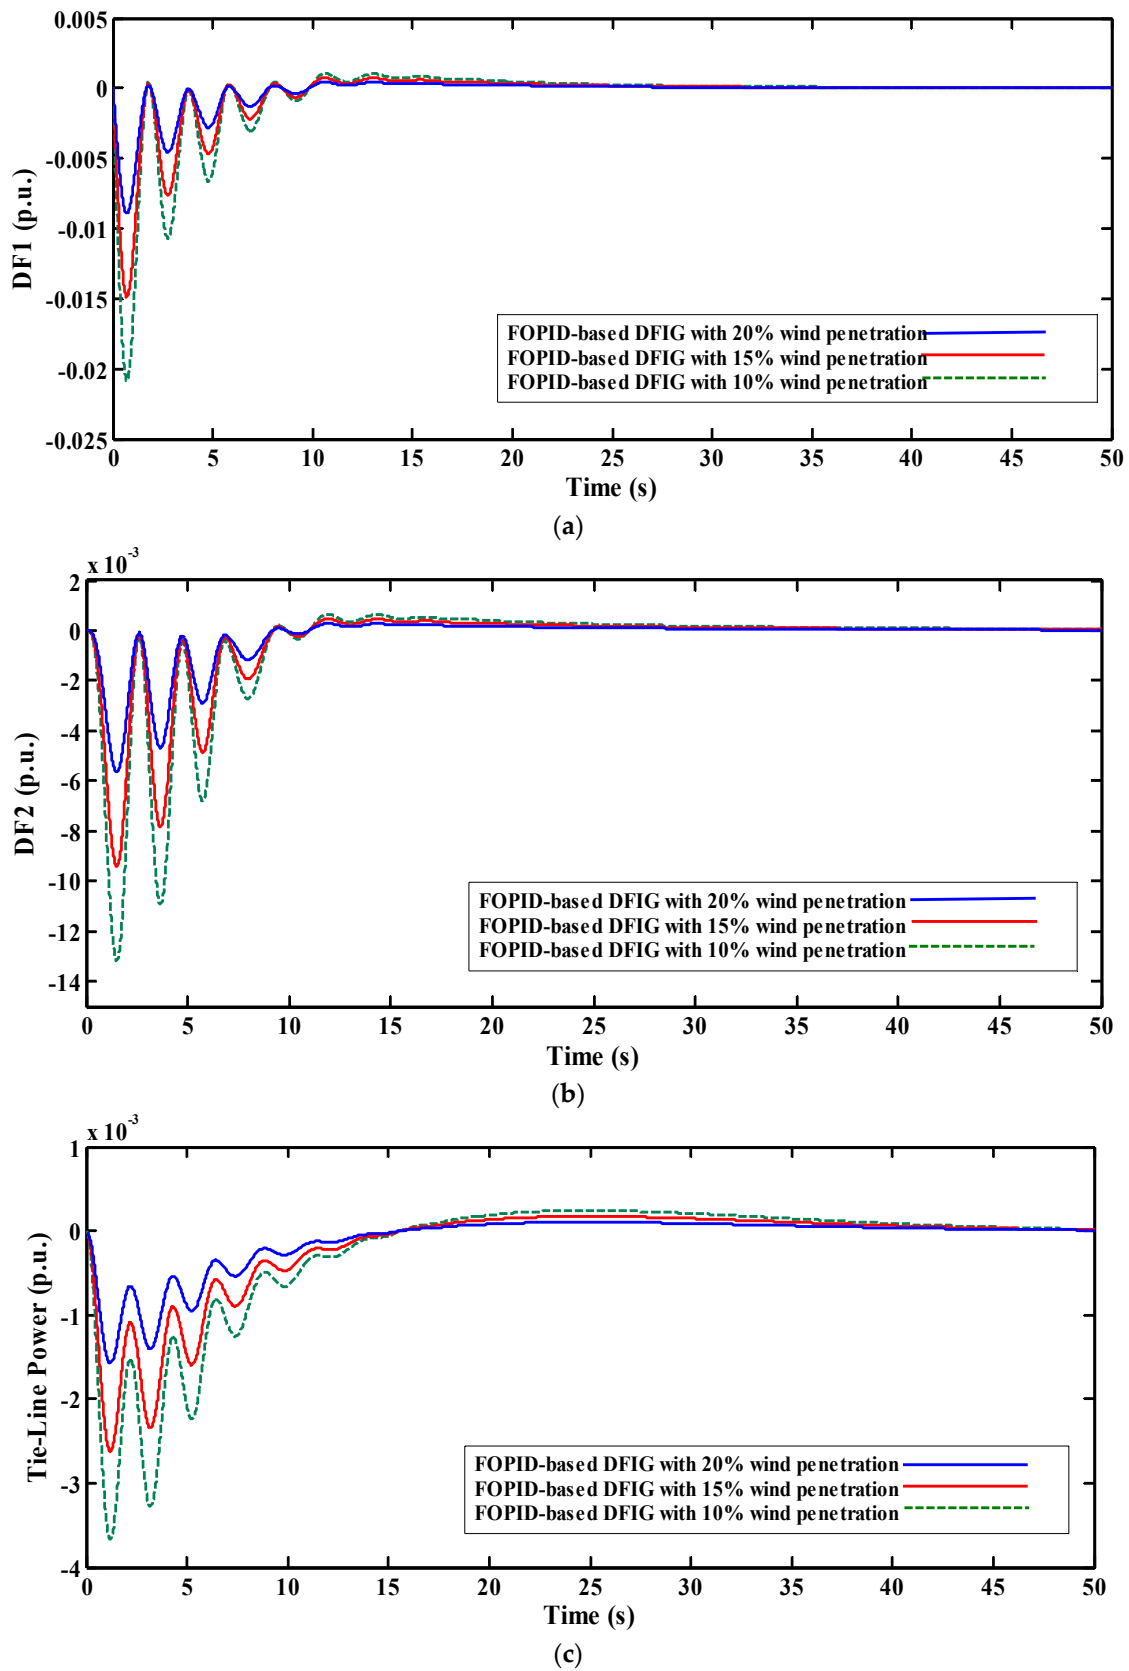 0.005
0
-0.005
-0.01
-0.015
-0.02
-0.025
DF1 (p.u.)
FOPID-based DFIG with 20% wind penetration
FOPID-based DFIG with 15% wind penetration
FOPID-based DFIG with 10% wind penetration
0 5 10 15 20 25 30 35 40 45 50
Time (s)
(a)
x 10-3
2
0
-2
-4
-6
-8
-10
-12
-14
DF2 (p.u.)
FOPID-based DFIG with 20% wind penetration
FOPID-based DFIG with 15% wind penetration
FOPID-based DFIG with 10% wind penetration
0 5 10 15 20 25 30 35 40 45 50
Time (s)
(b)
x 10-3
1
0
-1
-2
-3
-4
Tie-Line Power (p.u.)
FOPID-based DFIG with 20% wind penetration
FOPID-based DFIG with 15% wind penetration
FOPID-based DFIG with 10% wind penetration
0 5 10 15 20 25 30 35 40 45 50
Time (s)
(c)